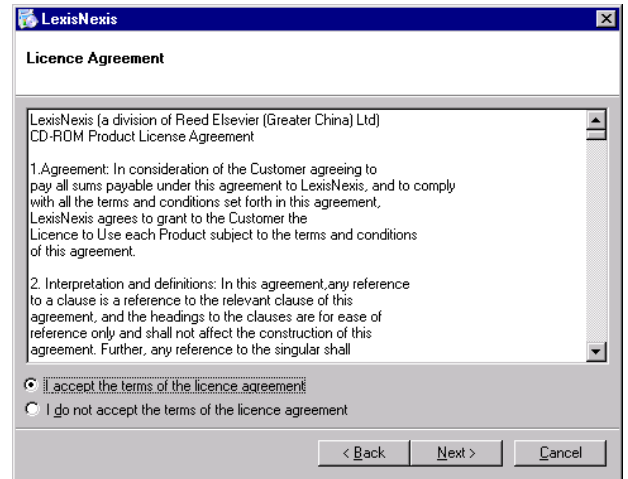 LexisNexis
Licence Agreement
LexisNexis (a division of Reed Elsevier (Greater China) Ltd)
CD-ROM Product License Agreement
1.Agreement: In consideration of the Customer agreeing to
pay all sums payable under this agreement to LexisNexis, and to comply
with all the terms and conditions set forth in this agreement,
LexisNexis agrees to grant to the Customer the
Licence to Use each Product subject to the terms and conditions
of this agreement.
2. Interpretation and definitions: In this agreement,any reference
to a clause is a reference to the relevant clause of this
agreement, and the headings to the clauses are for ease of
reference only and shall not affect the construction of this
agreement. Further, any reference to the singular shall
I accept the terms of the licence agreement
I do not accept the terms of the licence agreement
< Back Next > Cancel